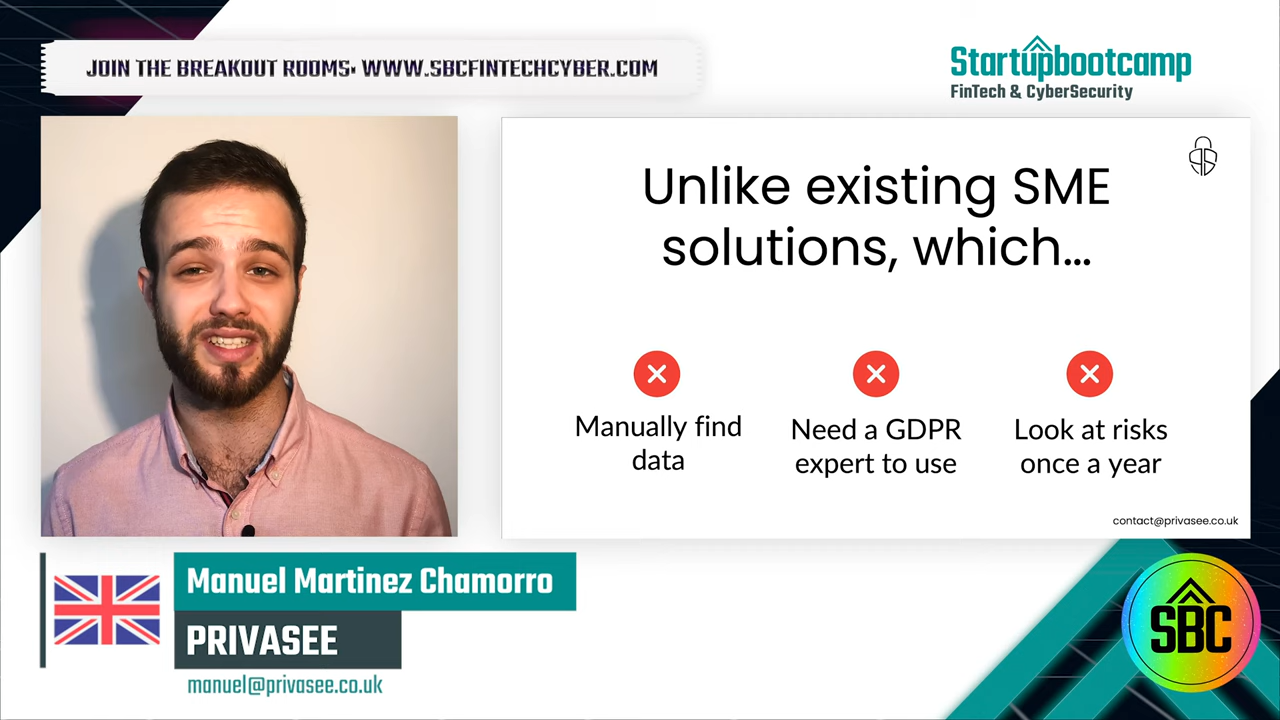 JOIN THE BREAKOUT ROOMS: WWW.SBCFINTECHCYBER.COM
Startupbootcamp
FinTech & CyberSecurity
Unlike existing SME
solutions, which...
Manually find
data
Need a GDPR
expert to use
Look at risks
once a year
contact@privasee.co.uk
Manuel Martinez Chamorro
PRIVASEE
manuel@privasee.co.uk
SBC